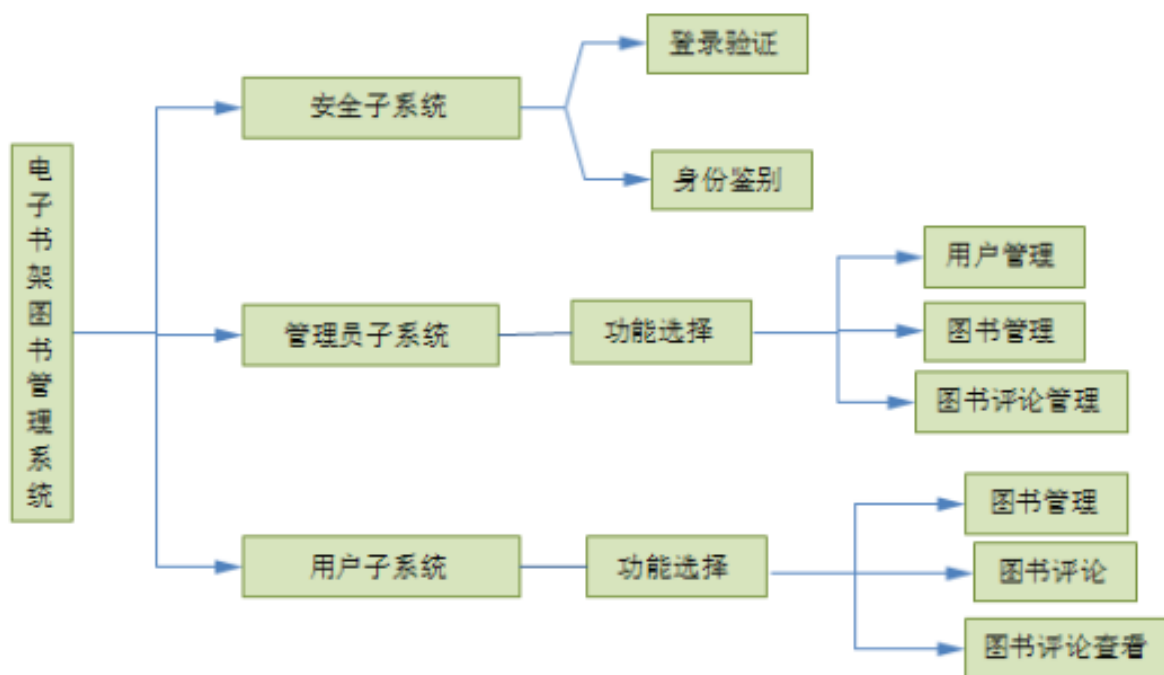 电子书架图书管理系统
安全子系统
登录验证
身份鉴别
管理员子系统
功能选择
用户管理
图书管理
图书评论管理
用户子系统
功能选择
图书管理
图书评论
图书评论查看